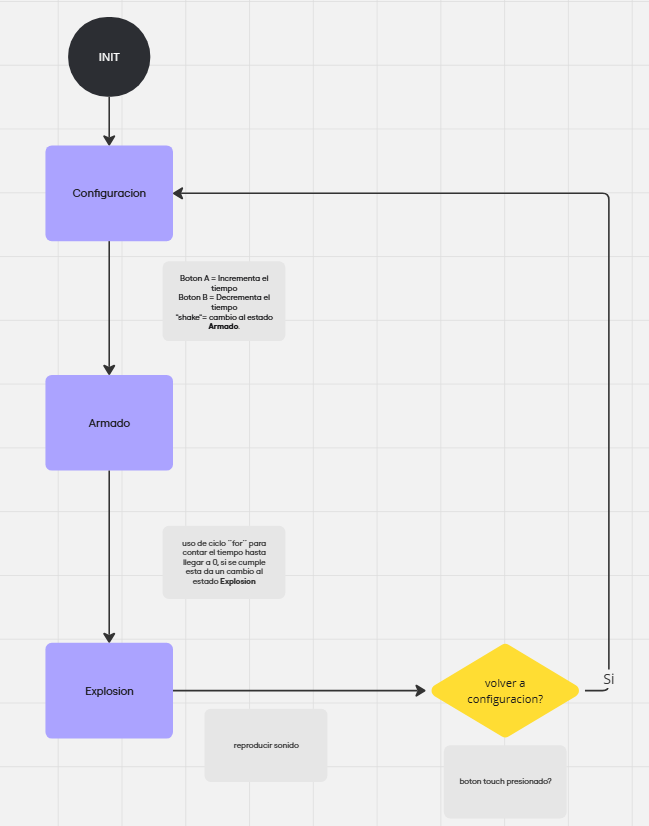 INIT
Configuracion
Boton A = Incrementa el
tiempo
Boton B = Decrementa el
tiempo
"shake"= cambio al estado
Armado.
Armado
uso de ciclo ¨for¨ para
contar el tiempo hasta
llegar a 0, si se cumple
esta da un cambio al
estado Explosion
Explosion
volver a
configuracion?
Si
reproducir sonido
boton touch presionado?